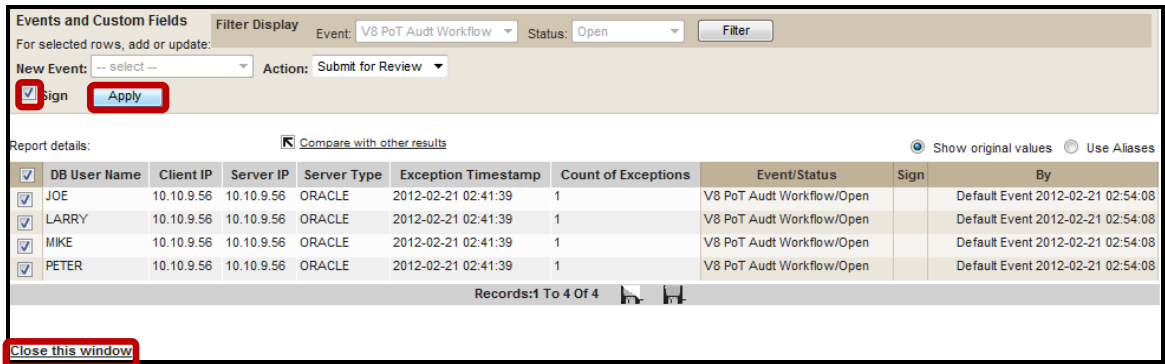 Events and Custom Fields
Filter Display Event: V8 PoT Audt Workflow Status: Open Filter
For selected rows, add or update:
New Event: -- select -- Action: Submit for Review
Sign Apply
Report details: Compare with other results Show original values Use Aliases
DB User Name Client IP Server IP Server Type Exception Timestamp Count of Exceptions Event/Status Sign By
JOE 10.10.9.56 10.10.9.56 ORACLE 2012-02-21 02:41:39 1 V8 PoT Audt Workflow/Open Default Event 2012-02-21 02:54:08
LARRY 10.10.9.56 10.10.9.56 ORACLE 2012-02-21 02:41:39 1 V8 PoT Audt Workflow/Open Default Event 2012-02-21 02:54:08
MIKE 10.10.9.56 10.10.9.56 ORACLE 2012-02-21 02:41:39 1 V8 PoT Audt Workflow/Open Default Event 2012-02-21 02:54:08
PETER 10.10.9.56 10.10.9.56 ORACLE 2012-02-21 02:41:39 1 V8 PoT Audt Workflow/Open Default Event 2012-02-21 02:54:08
Records:1 To 4 Of 4
Close this window